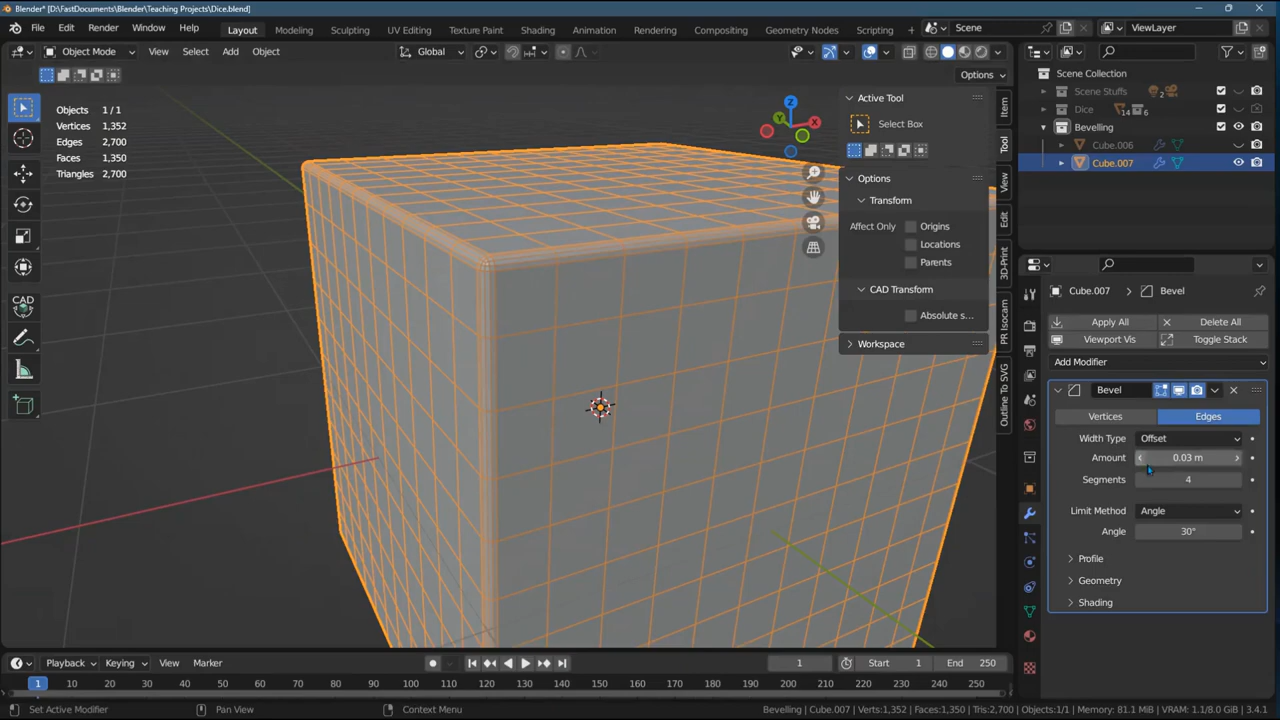 Blender* [D:\FastDocuments\Blender\Teaching Projects\Dice.blend]
File Edit Render Window Help Layout Modeling Sculpting UV Editing Texture Paint Shading Animation Rendering Compositing Geometry Nodes Scripting Scene ViewLayer
Object Mode View Select Add Object Global
Options
Objects 1 / 1
Vertices 1,352
Edges 2,700
Faces 1,350
Triangles 2,700
CAD
Z
Y
X
Active Tool
Select Box
Options
Transform
Affect Only Origins
Locations
Parents
CAD Transform
Absolute s...
Workspace
Item
Tool
View
Edit
3D-Print
PR Isocam
Outline To SVG
Scene Collection
Scene Stuffs 2
Dice 14 6
Bevelling
Cube.006
Cube.007
Cube.007 > Bevel
Apply All Delete All
Viewport Vis Toggle Stack
Add Modifier
Bevel
Vertices Edges
Width Type Offset
Amount 0.03 m
Segments 4
Limit Method Angle
Angle 30°
Profile
Geometry
Shading
Playback Keying View Marker 1 Start 1 End 250
1 10 20 30 40 50 60 70 80 90 100 110 120 130 140 150 160 170 180 190 200 210 220 230 240 250
Set Active Modifier Pan View Context Menu Bevelling | Cube.007 | Verts:1,352 | Faces:1,350 | Tris:2,700 | Objects:1/1 | Memory: 81.1 MiB | VRAM: 1.1/8.0 GiB | 3.4.1